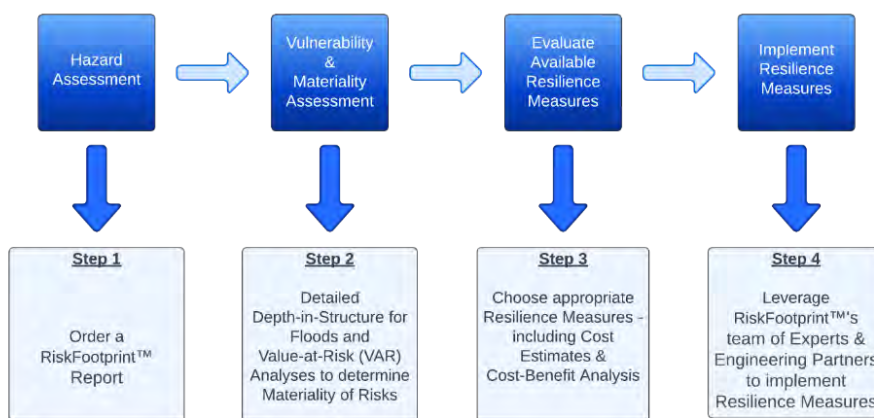 Hazard
Assessment
Vulnerability
&
Materiality
Assessment
Evaluate
Available
Resilience
Measures
Implement
Resilience
Measures
Step 1
Order a
RiskFootprint™
Report
Step 2
Detailed
Depth-in-Structure for
Floods and
Value-at-Risk (VAR)
Analyses to determine
Materiality of Risks
Step 3
Choose appropriate
Resilience Measures -
including Cost
Estimates &
Cost-Benefit Analysis
Step 4
Leverage
RiskFootprint™'s
team of Experts &
Engineering Partners
to implement
Resilience Measures